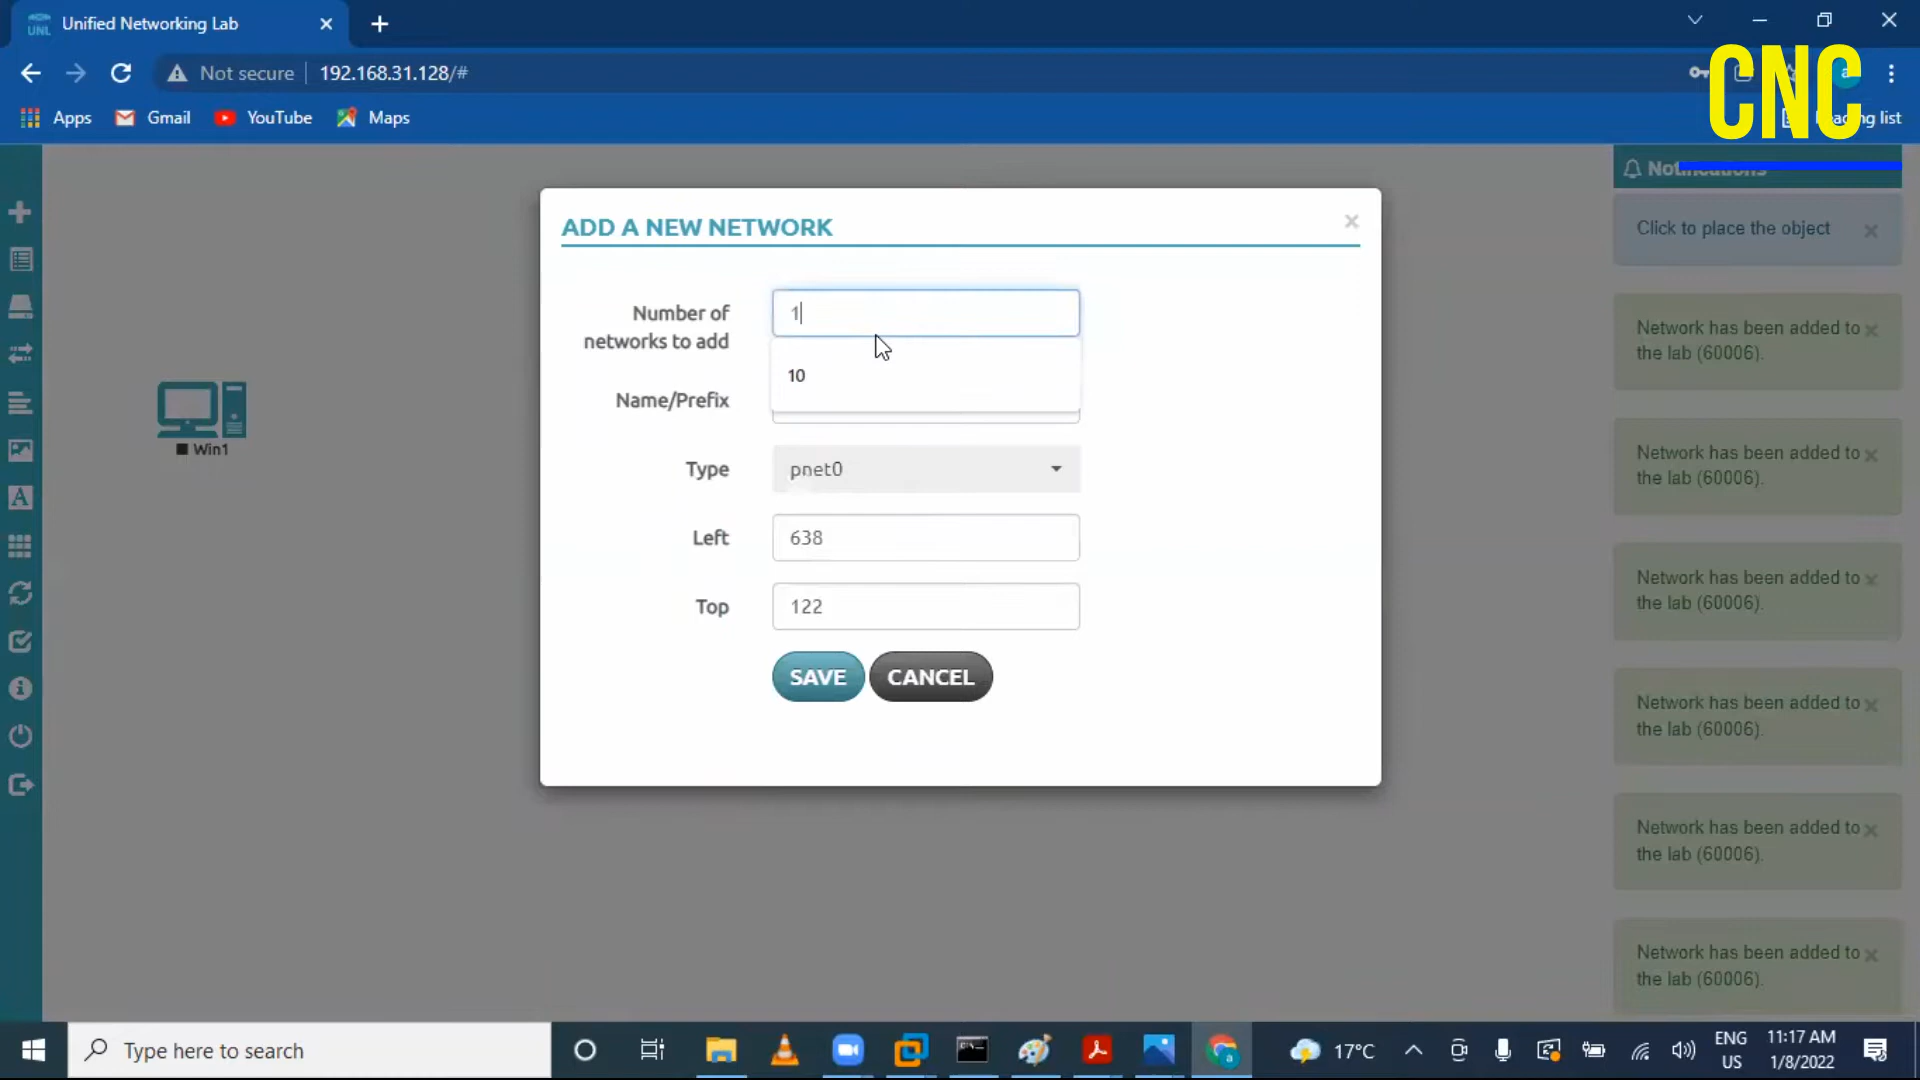 Unified Networking Lab
UNL
Not secure
192.168.31.128/#
Apps
Gmail
YouTube
Maps
CNC
list
ADD A NEW NETWORK
Number of
networks to add
1
10
Name/Prefix
Type
pnet0
Left
638
Top
122
SAVE
CANCEL
Win1
Notifications
Click to place the object
Network has been added to
the lab (60006).
Network has been added to
the lab (60006).
Network has been added to
the lab (60006).
Network has been added to
the lab (60006).
Network has been added to
the lab (60006).
Network has been added to
the lab (60006).
Type here to search
17°C
ENG
US
11:17 AM
1/8/2022